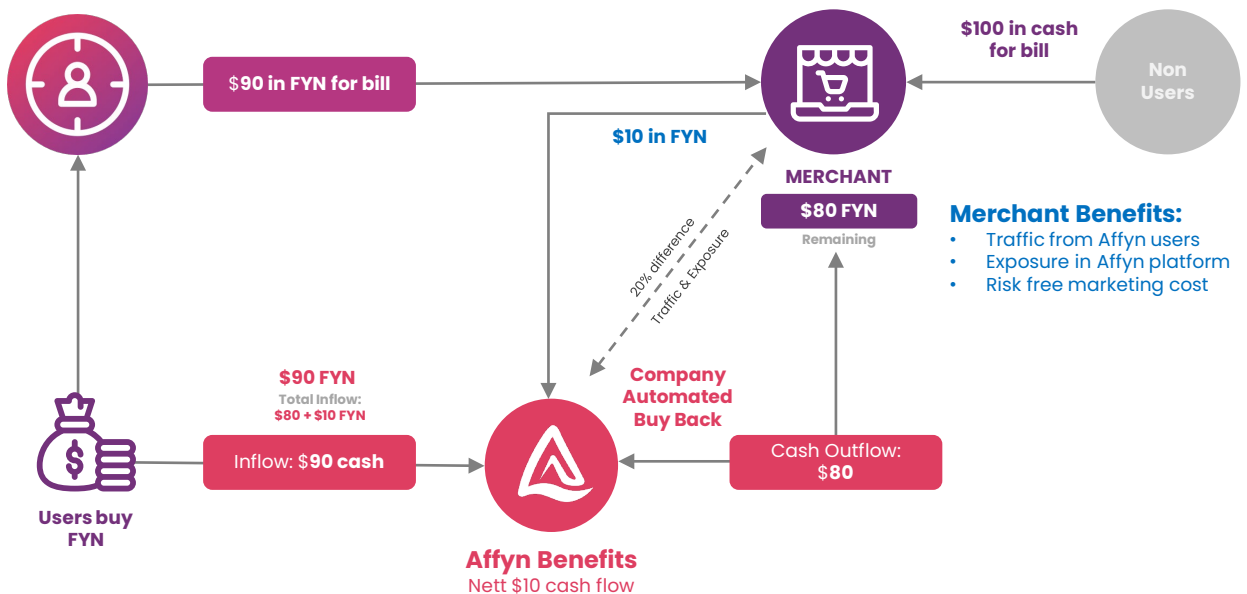 $90 in FYN for bill
$100 in cash
for bill
Non
Users
$10 in FYN
MERCHANT
$80 FYN
Remaining
Merchant Benefits:
• Traffic from Affyn users
• Exposure in Affyn platform
• Risk free marketing cost
20% difference
Traffic & Exposure
$90 FYN
Total Inflow:
$80 + $10 FYN
Company
Automated
Buy Back
$
Inflow: $90 cash
Cash Outflow:
$80
Users buy
FYN
Affyn Benefits
Nett $10 cash flow